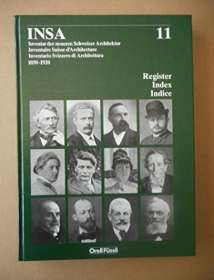 INSA
11
Inventar der neueren Schweizer Architektur
Inventaire Suisse d'Architecture
Inventario Svizzero di Architettura
1850-1920
Register
Index
Indice
Orell Füssli